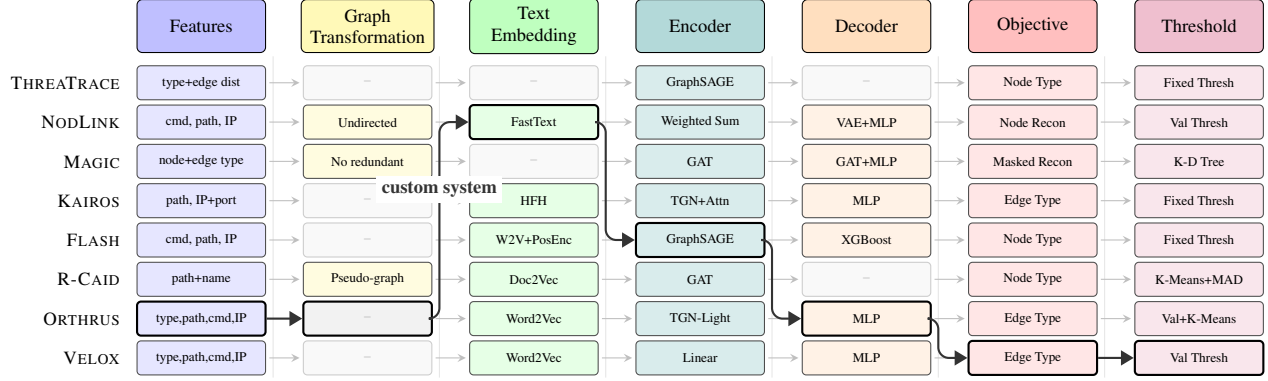 Features
Graph
Transformation
Text
Embedding
Encoder
Decoder
Objective
Threshold
THREATRACE type+edge dist – – GraphSAGE – Node Type Fixed Thresh
NODLINK cmd, path, IP Undirected FastText Weighted Sum VAE+MLP Node Recon Val Thresh
MAGIC node+edge type No redundant – GAT GAT+MLP Masked Recon K-D Tree
custom system
KAIROS path, IP+port – HFH TGN+Attn MLP Edge Type Fixed Thresh
FLASH cmd, path, IP – W2V+PosEnc GraphSAGE XGBoost Node Type Fixed Thresh
R-CAID path+name Pseudo-graph Doc2Vec GAT – Node Type K-Means+MAD
ORTHRUS type,path,cmd,IP – Word2Vec TGN-Light MLP Edge Type Val+K-Means
VELOX type,path,cmd,IP – Word2Vec Linear MLP Edge Type Val Thresh